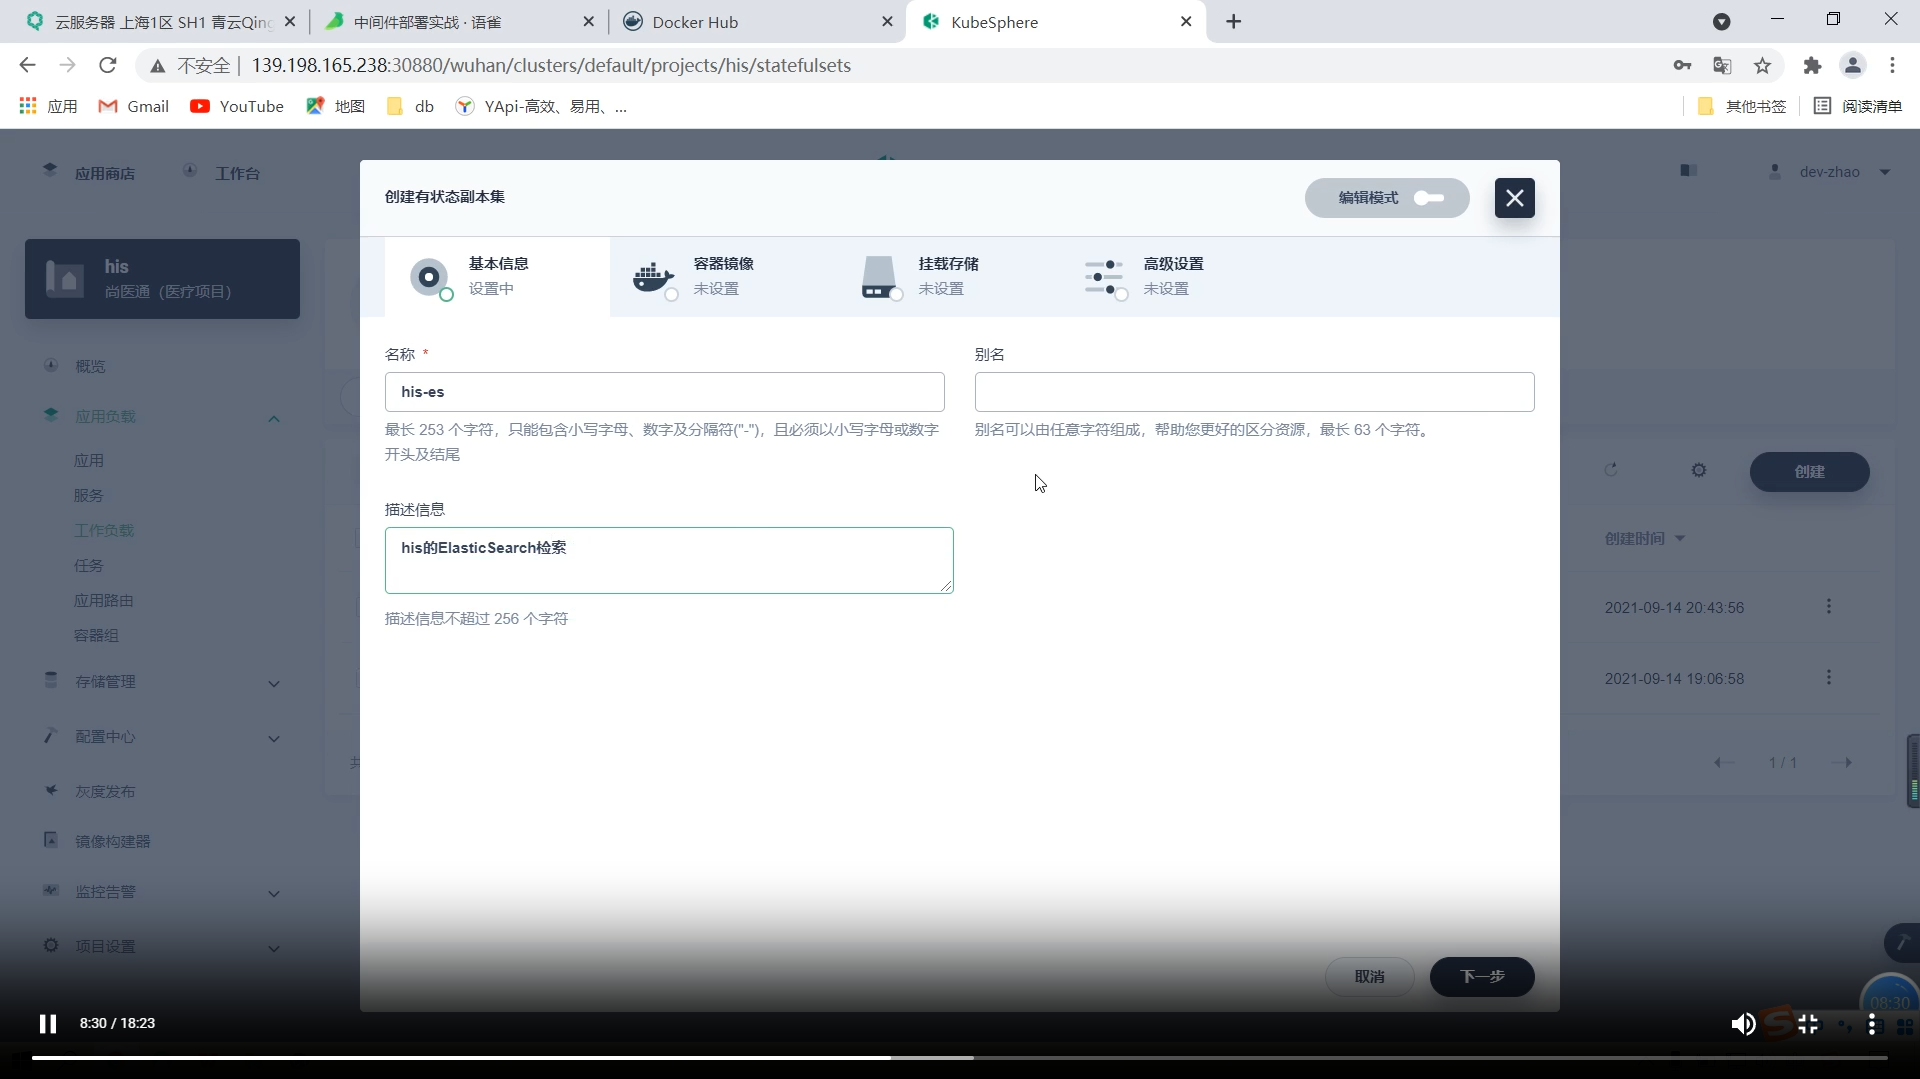 云服务器 上海1区 SH1 青云Qing
中间件部署实战 · 语雀
Docker Hub
KubeSphere
不安全 | 139.198.165.238:30880/wuhan/clusters/default/projects/his/statefulsets
应用
Gmail
YouTube
地图
db
YApi-高效、易用、...
其他书签
阅读清单
应用商店
工作台
dev-zhao
创建有状态副本集
编辑模式
his
尚医通（医疗项目）
基本信息
设置中
容器镜像
未设置
挂载存储
未设置
高级设置
未设置
概览
应用负载
应用
服务
工作负载
任务
应用路由
容器组
存储管理
配置中心
灰度发布
镜像构建器
监控告警
项目设置
名称 *
his-es
最长 253 个字符，只能包含小写字母、数字及分隔符("-")，且必须以小写字母或数字
开头及结尾
别名
别名可以由任意字符组成，帮助您更好的区分资源，最长 63 个字符。
描述信息
his的ElasticSearch检索
描述信息不超过 256 个字符
创建
创建时间
2021-09-14 20:43:56
2021-09-14 19:06:58
共
1 / 1
取消
下一步
08:30
8:30 / 18:23